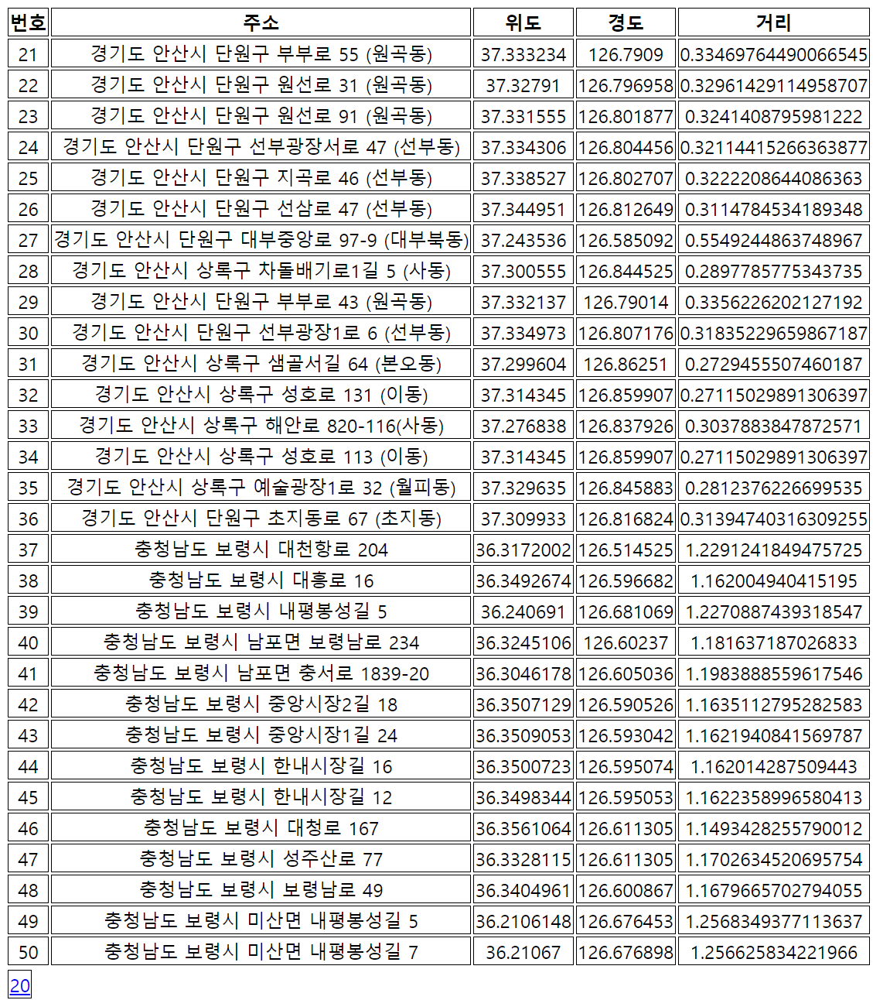 번호 주소 위도 경도 거리
21 경기도 안산시 단원구 부부로 55 (원곡동) 37.333234 126.7909 0.33469764490066545
22 경기도 안산시 단원구 원선로 31 (원곡동) 37.32791 126.796958 0.32961429114958707
23 경기도 안산시 단원구 원선로 91 (원곡동) 37.331555 126.801877 0.3241408795981222
24 경기도 안산시 단원구 선부광장서로 47 (선부동) 37.334306 126.804456 0.32114415266363877
25 경기도 안산시 단원구 지곡로 46 (선부동) 37.338527 126.802707 0.3222208644086363
26 경기도 안산시 단원구 선삼로 47 (선부동) 37.344951 126.812649 0.3114784534189348
27 경기도 안산시 단원구 대부중앙로 97-9 (대부북동) 37.243536 126.585092 0.5549244863748967
28 경기도 안산시 상록구 차돌배기로1길 5 (사동) 37.300555 126.844525 0.2897785775343735
29 경기도 안산시 단원구 부부로 43 (원곡동) 37.332137 126.79014 0.3356226202127192
30 경기도 안산시 단원구 선부광장1로 6 (선부동) 37.334973 126.807176 0.31835229659867187
31 경기도 안산시 상록구 샘골서길 64 (본오동) 37.299604 126.86251 0.2729455507460187
32 경기도 안산시 상록구 성호로 131 (이동) 37.314345 126.859907 0.27115029891306397
33 경기도 안산시 상록구 해안로 820-116(사동) 37.276838 126.837926 0.3037883847872571
34 경기도 안산시 상록구 성호로 113 (이동) 37.314345 126.859907 0.27115029891306397
35 경기도 안산시 상록구 예술광장1로 32 (월피동) 37.329635 126.845883 0.2812376226699535
36 경기도 안산시 단원구 초지동로 67 (초지동) 37.309933 126.816824 0.31394740316309255
37 충청남도 보령시 대천항로 204 36.3172002 126.514525 1.2291241849475725
38 충청남도 보령시 대흥로 16 36.3492674 126.596682 1.162004940415195
39 충청남도 보령시 내평봉성길 5 36.240691 126.681069 1.2270887439318547
40 충청남도 보령시 남포면 보령남로 234 36.3245106 126.60237 1.181637187026833
41 충청남도 보령시 남포면 충서로 1839-20 36.3046178 126.605036 1.1983888559617546
42 충청남도 보령시 중앙시장2길 18 36.3507129 126.590526 1.1635112795282583
43 충청남도 보령시 중앙시장1길 24 36.3509053 126.593042 1.1621940841569787
44 충청남도 보령시 한내시장길 16 36.3500723 126.595074 1.162014287509443
45 충청남도 보령시 한내시장길 12 36.3498344 126.595053 1.1622358996580413
46 충청남도 보령시 대청로 167 36.3561064 126.611305 1.1493428255790012
47 충청남도 보령시 성주산로 77 36.3328115 126.611305 1.1702634520695754
48 충청남도 보령시 보령남로 49 36.3404961 126.600867 1.1679665702794055
49 충청남도 보령시 미산면 내평봉성길 5 36.2106148 126.676453 1.2568349377113637
50 충청남도 보령시 미산면 내평봉성길 7 36.21067 126.676898 1.256625834221966
20